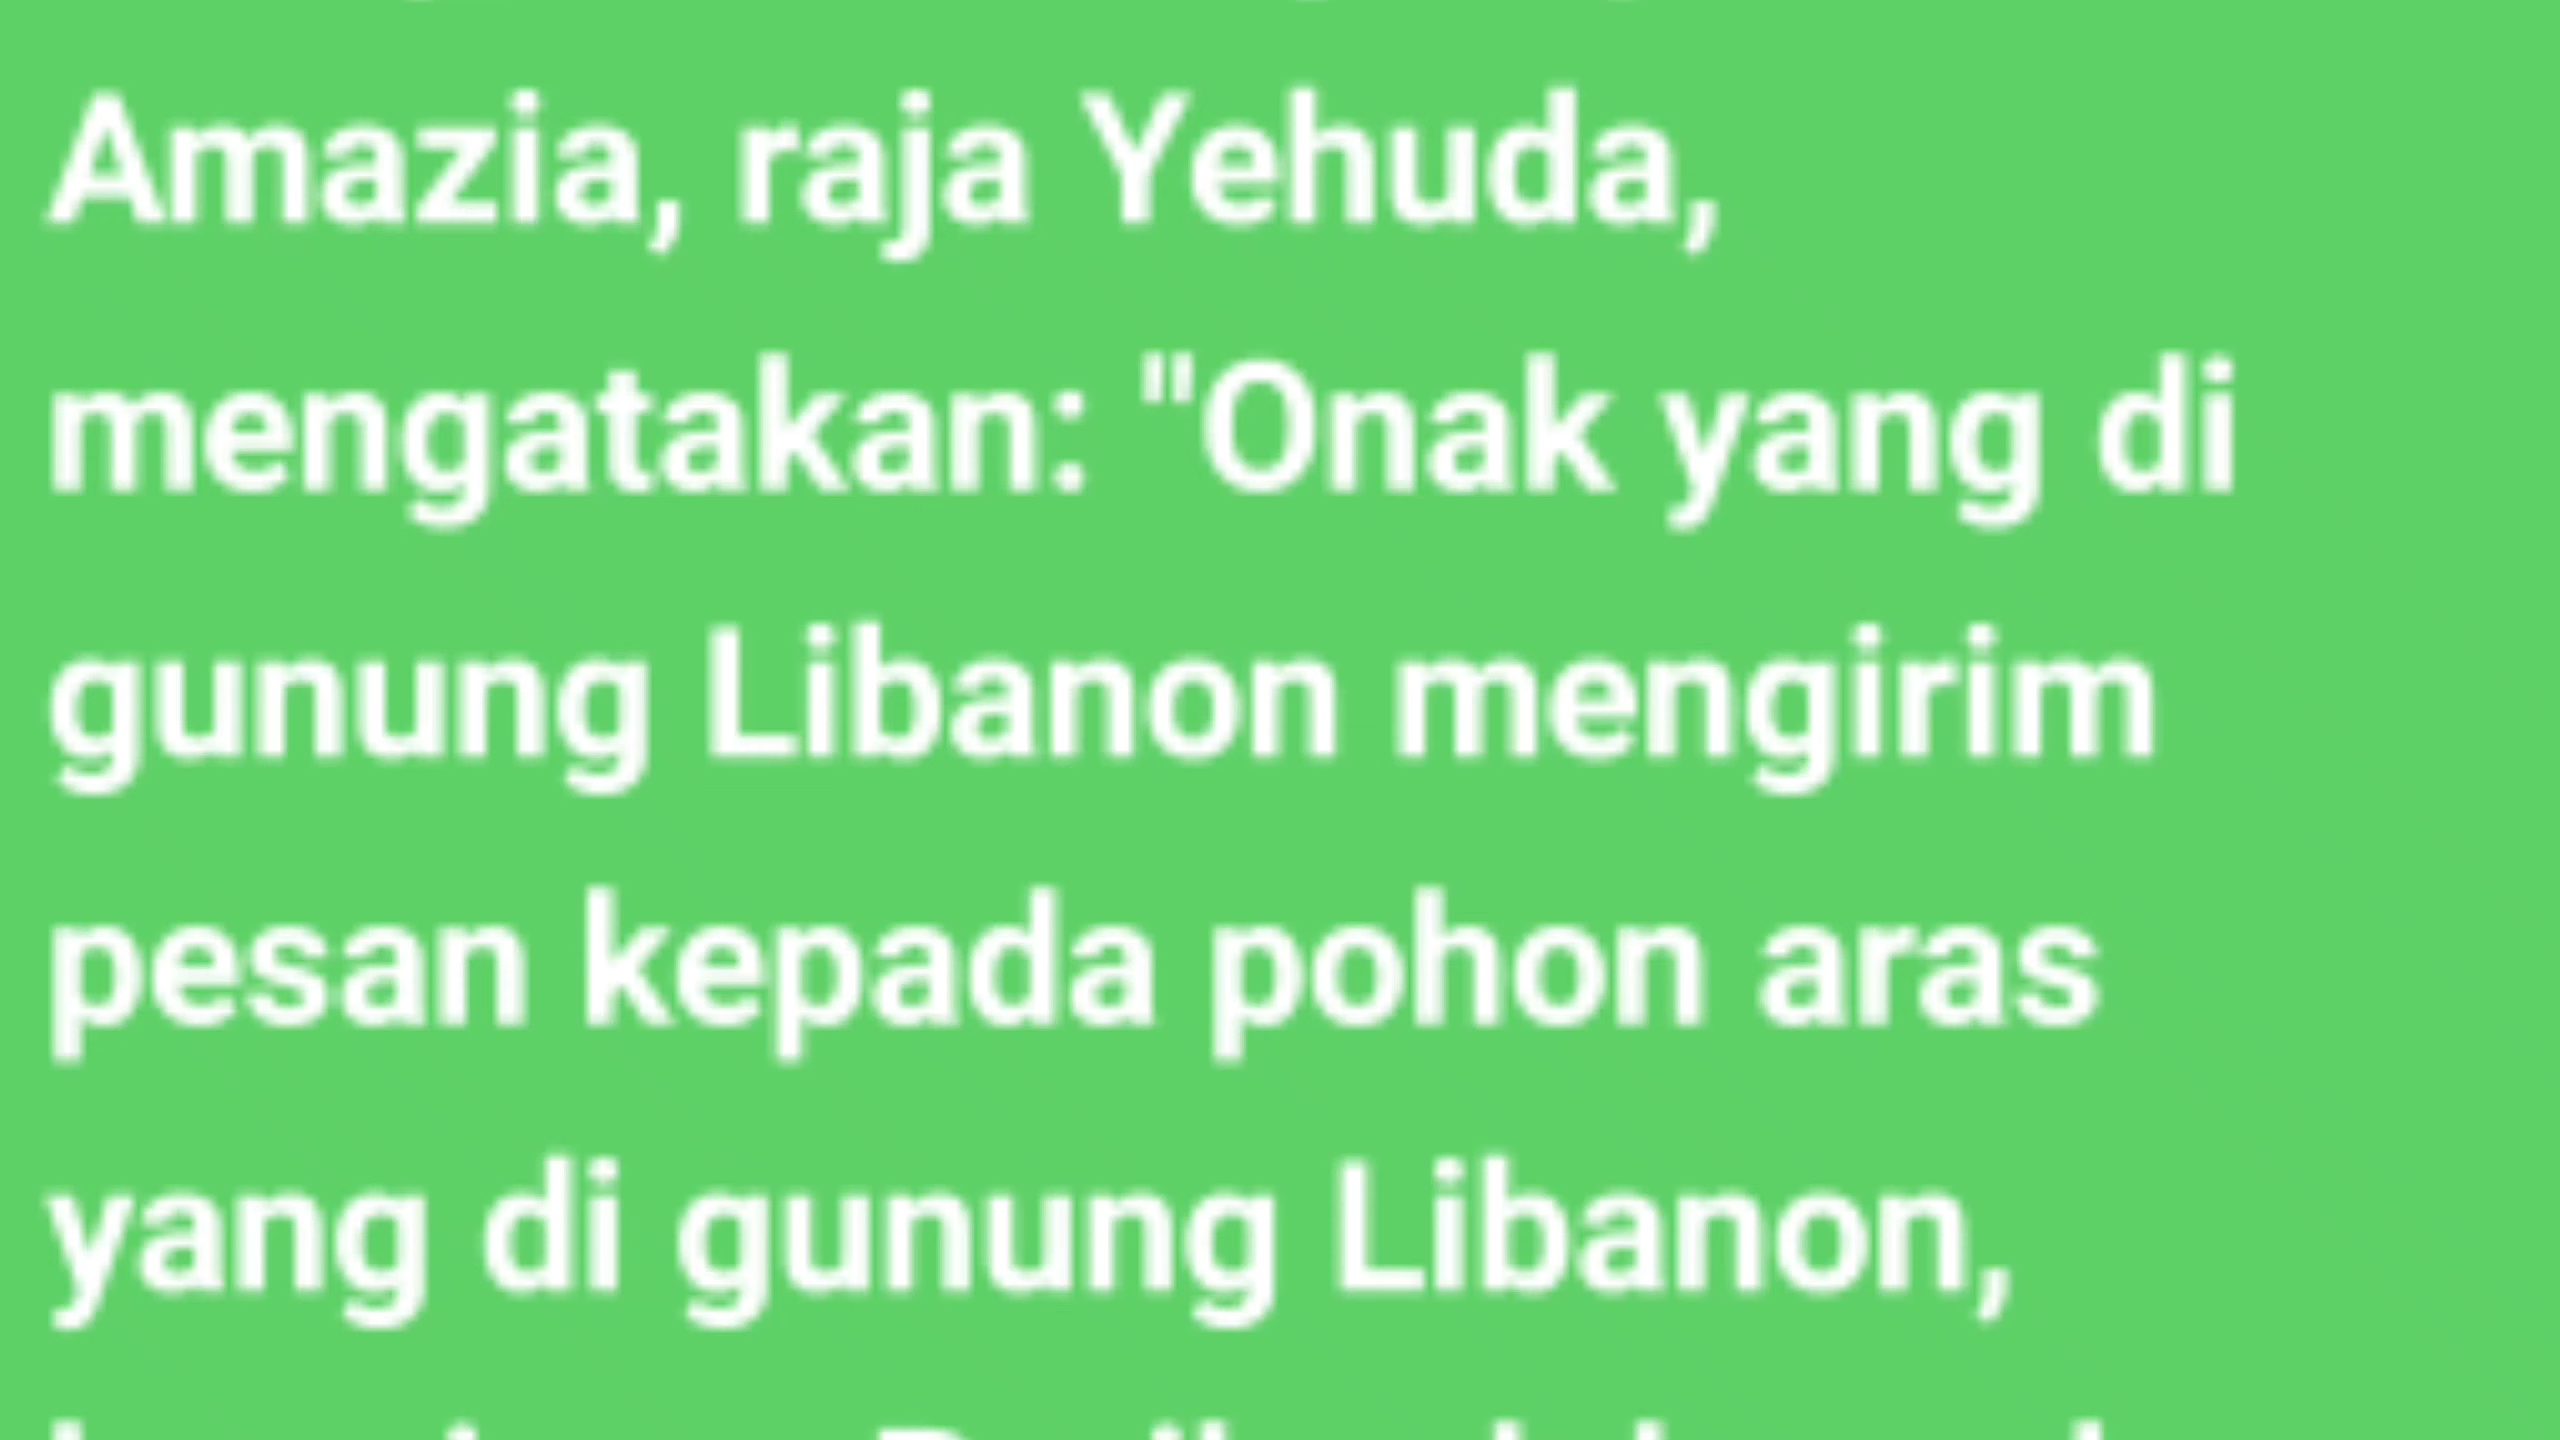 Amazia, raja Yehuda,
mengatakan: "Onak yang di
gunung Libanon mengirim
pesan kepada pohon aras
yang di gunung Libanon,